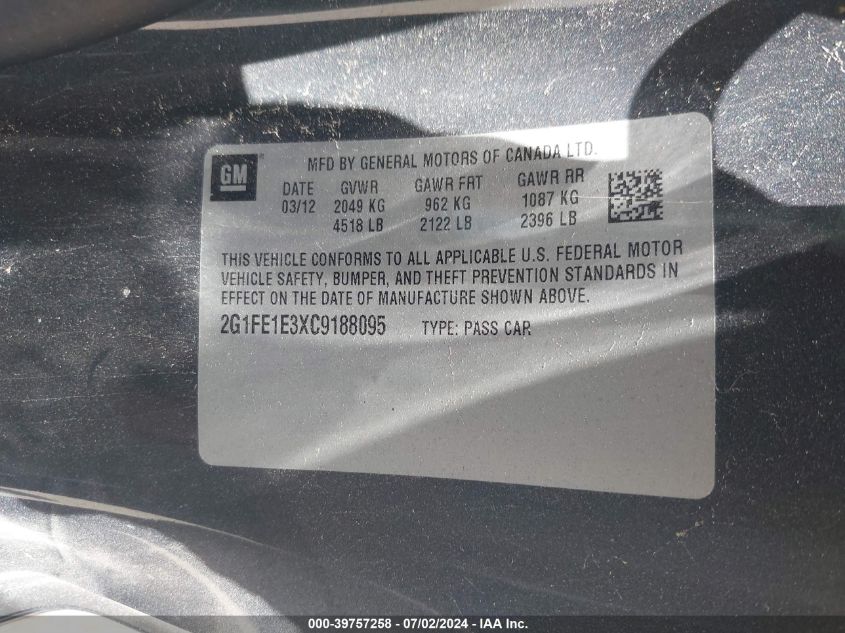 GM
MFD BY GENERAL MOTORS OF CANADA LTD.
DATE GVWR GAWR FRT GAWR RR
03/12 2049 KG 962 KG 1087 KG
4518 LB 2122 LB 2396 LB
THIS VEHICLE CONFORMS TO ALL APPLICABLE U.S. FEDERAL MOTOR
VEHICLE SAFETY, BUMPER, AND THEFT PREVENTION STANDARDS IN
EFFECT ON THE DATE OF MANUFACTURE SHOWN ABOVE.
2G1FE1E3XC9188095 TYPE: PASS CAR
000-39757258 - 07/02/2024 - IAA Inc.